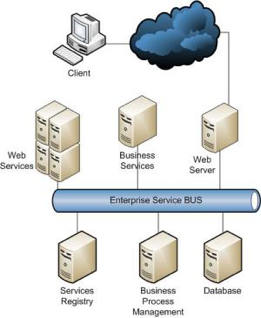 Client
Web
Services
Business
Services
Web
Server
Enterprise Service BUS
Services
Registry
Business
Process
Management
Database